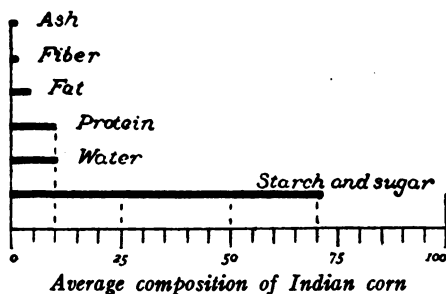 Ash
Fiber
Fat
Protein
Water
Starch and sugar
0 25 50 75 100
Average composition of Indian corn